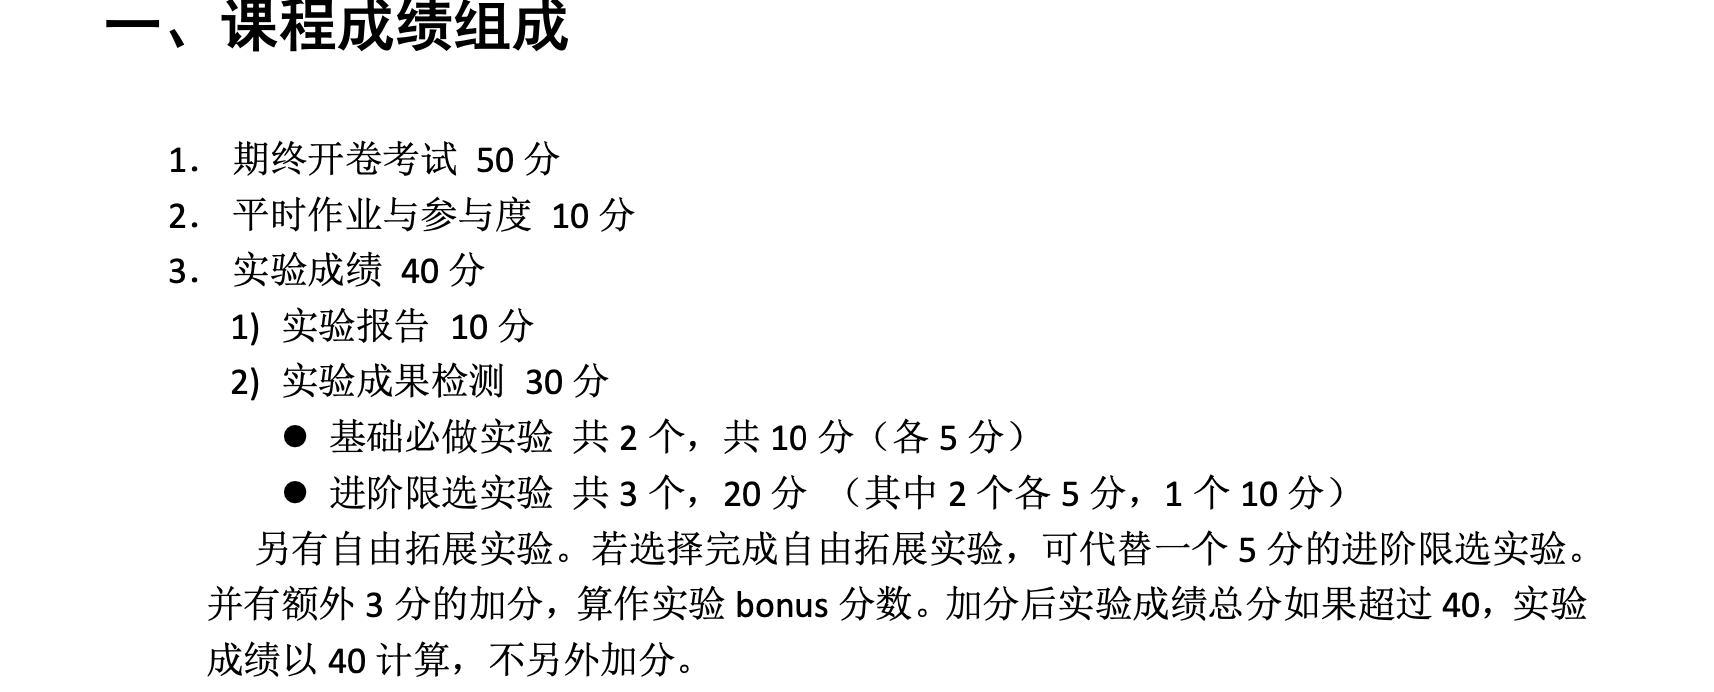 一、课程成绩组成
1. 期终开卷考试 50 分
2. 平时作业与参与度 10 分
3. 实验成绩 40 分
1) 实验报告 10 分
2) 实验成果检测 30 分
● 基础必做实验 共 2 个，共 10 分（各 5 分）
● 进阶限选实验 共 3 个，20 分 （其中 2 个各 5 分，1 个 10 分）
另有自由拓展实验。若选择完成自由拓展实验，可代替一个 5 分的进阶限选实验。
并有额外 3 分的加分，算作实验 bonus 分数。加分后实验成绩总分如果超过 40，实验
成绩以 40 计算，不另外加分。